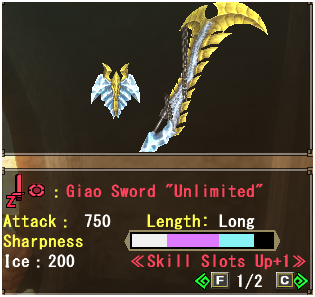 Z : Giao Sword "Unlimited"
Attack : 750 Length: Long
Sharpness
Ice : 200 ≪Skill Slots Up+1≫
F 1/2 C